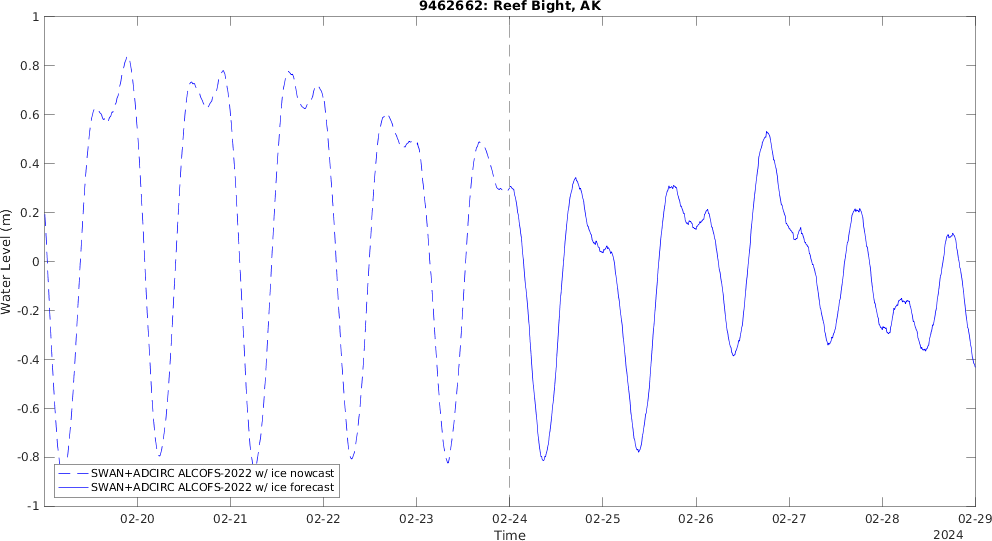 9462662: Reef Bight, AK
1
0.8
0.6
0.4
0.2
0
-0.2
-0.4
-0.6
-0.8
-1
Water Level (m)
SWAN+ADCIRC ALCOFS-2022 w/ ice nowcast
SWAN+ADCIRC ALCOFS-2022 w/ ice forecast
02-20 02-21 02-22 02-23 02-24 02-25 02-26 02-27 02-28 02-29
Time
2024